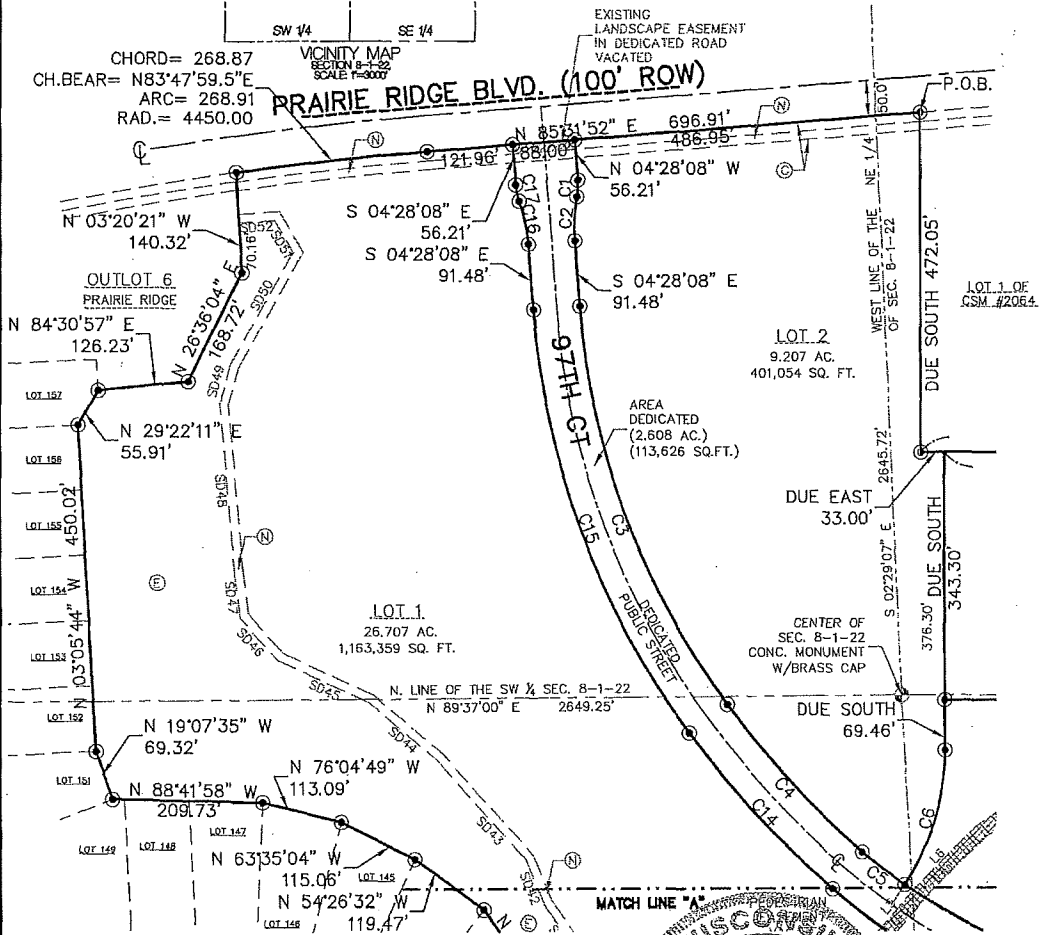 SW 1/4
SE 1/4
VICINITY MAP
SECTION 8-1-22
SCALE 1"=3000'
EXISTING
LANDSCAPE EASEMENT
IN DEDICATED ROAD
VACATED
CHORD= 268.87
CH.BEAR= N83°47'59.5"E
ARC= 268.91
RAD.= 4450.00
PRAIRIE RIDGE BLVD. (100' ROW)
50.0'
P.O.B.
N
N
N 85°31'52" E 696.91'
121.96'
88.00'
486.95'
C
N 03°20'21" W
140.32'
S 04°28'08" E
56.21'
S 04°28'08" E
91.48'
C17
C16
C1
C2
N 04°28'08" W
56.21'
S 04°28'08" E
91.48'
SD52
SD51
70.16'
SD50
OUTLOT 6
PRAIRIE RIDGE
N 26°36'04" E
168.72'
N 84°30'57" E
126.23'
SD49
97TH CT
LOT 2
9.207 AC.
401,054 SQ. FT.
WEST LINE OF THE NE 1/4
OF SEC. 8-1-22
DUE SOUTH 472.05'
LOT 1 OF
CSM #2064
LOT 157
N 29°22'11" E
55.91'
AREA
DEDICATED
(2.608 AC.)
(113,626 SQ.FT.)
LOT 156
SD48
S 02°29'07" E 2645.72'
DUE EAST
33.00'
LOT 155
N 03°05'44" W 450.02'
N
C15
C3
DUE SOUTH
343.30'
376.30'
LOT 154
E
SD47
LOT 1
26.707 AC.
1,163,359 SQ. FT.
DEDICATED
PUBLIC STREET
CENTER OF
SEC. 8-1-22
CONC. MONUMENT
W/BRASS CAP
LOT 153
SD46
SD45
N. LINE OF THE SW ¼ SEC. 8-1-22
N 89°37'00" E 2649.25'
DUE SOUTH
69.46'
LOT 152
N 19°07'35" W
69.32'
SD44
LOT 151
N 76°04'49" W
113.09'
N 88°41'58" W
209.73'
C4
C14
C6
SD43
LOT 149
LOT 148
LOT 147
N 63°35'04" W
115.06'
LOT 145
C5
L6
N
SD42
N 54°26'32" W
119.47'
MATCH LINE "A"
PEDESTRIAN
EASEMENT
LOT 146
N
E